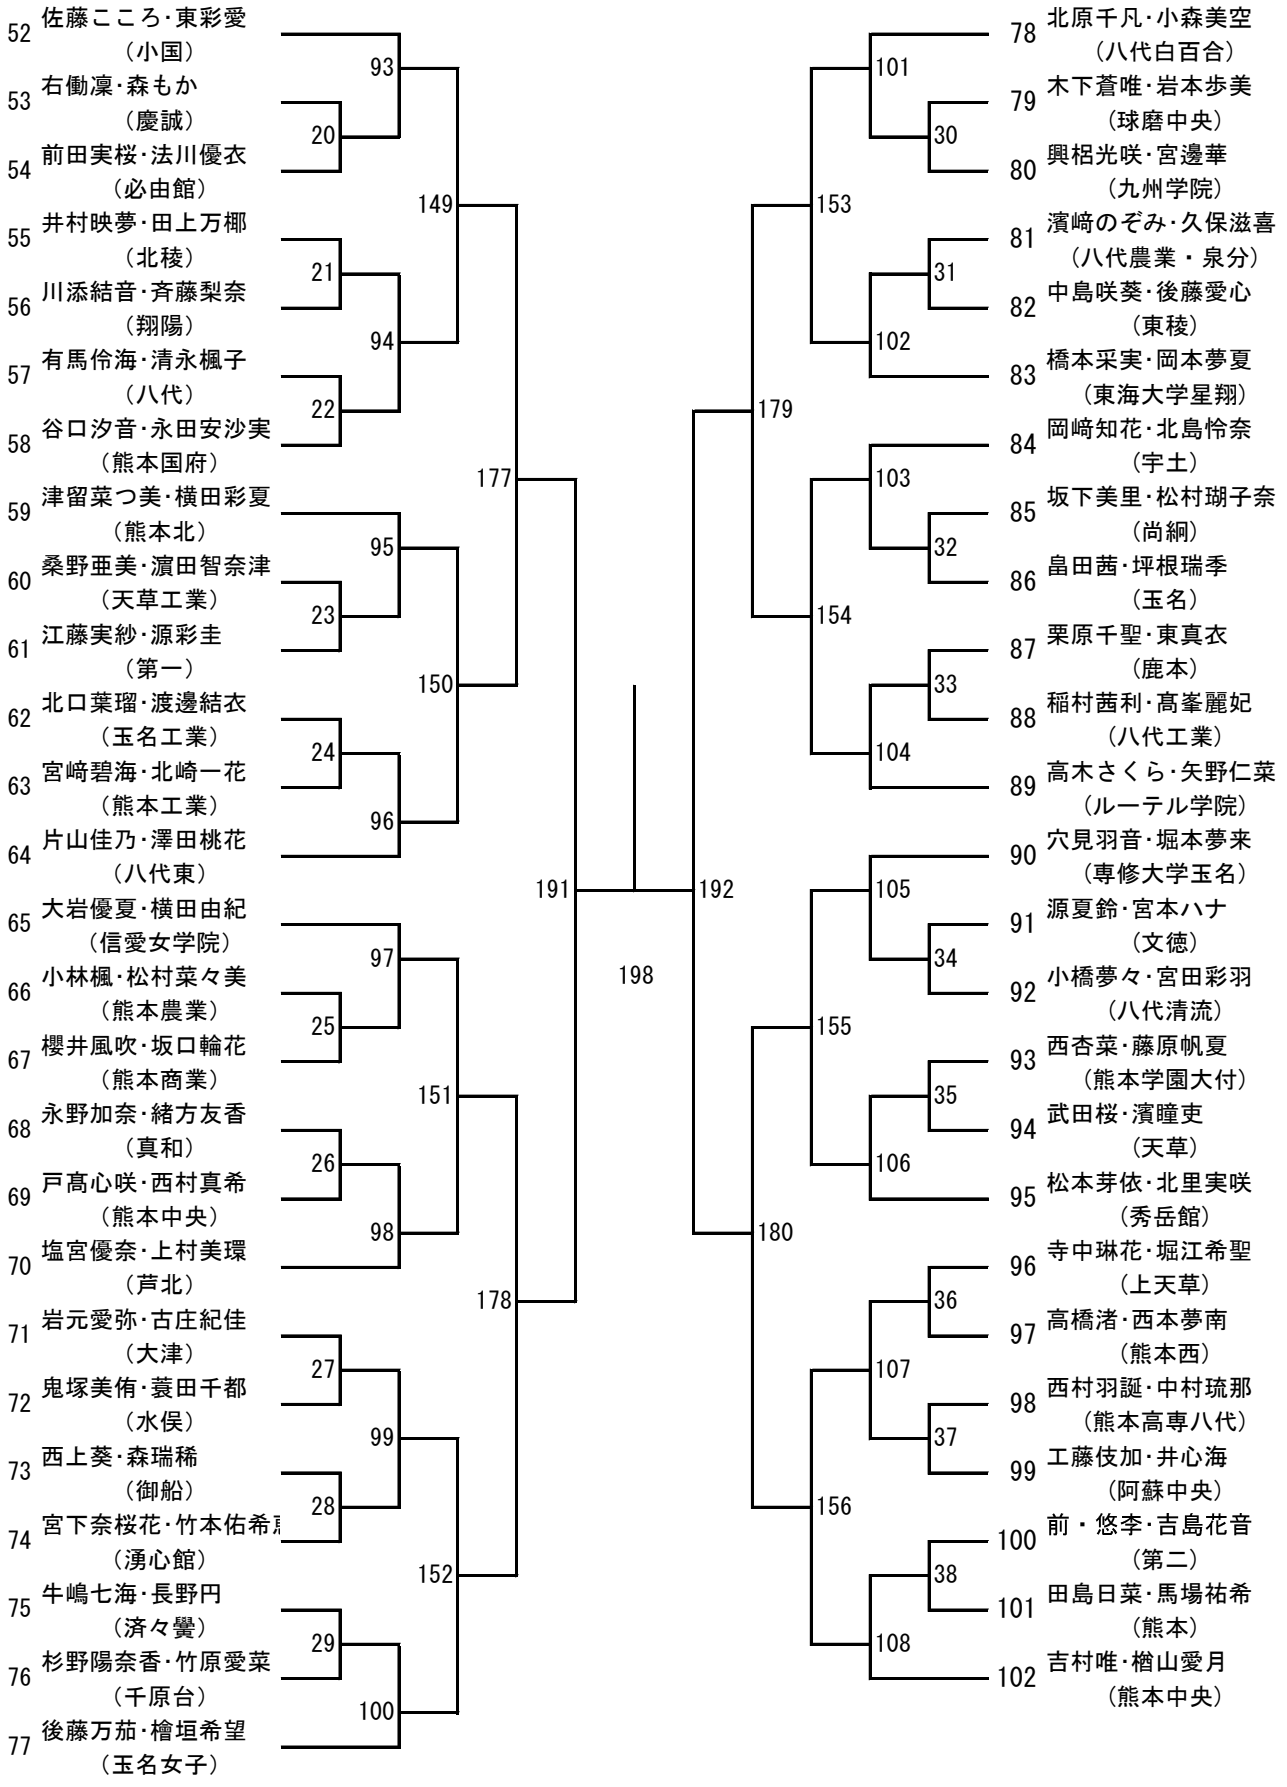 52 佐藤こころ・東彩愛
（小国）
53 右働凜・森もか
（慶誠）
54 前田実桜・法川優衣
（必由館）
55 井村映夢・田上万椰
（北稜）
56 川添結音・斉藤梨奈
（翔陽）
57 有馬伶海・清永楓子
（八代）
58 谷口汐音・永田安沙実
（熊本国府）
59 津留菜つ美・横田彩夏
（熊本北）
60 桑野亜美・濵田智奈津
（天草工業）
61 江藤実紗・源彩圭
（第一）
62 北口葉瑠・渡邊結衣
（玉名工業）
63 宮﨑碧海・北崎一花
（熊本工業）
64 片山佳乃・澤田桃花
（八代東）
65 大岩優夏・横田由紀
（信愛女学院）
66 小林楓・松村菜々美
（熊本農業）
67 櫻井風吹・坂口輪花
（熊本商業）
68 永野加奈・緒方友香
（真和）
69 戸髙心咲・西村真希
（熊本中央）
70 塩宮優奈・上村美環
（芦北）
71 岩元愛弥・古庄紀佳
（大津）
72 鬼塚美侑・蓑田千都
（水俣）
73 西上葵・森瑞稀
（御船）
74 宮下奈桜花・竹本佑希
（湧心館）
75 牛嶋七海・長野円
（済々黌）
76 杉野陽奈香・竹原愛菜
（千原台）
77 後藤万茄・檜垣希望
（玉名女子）
93
20
149
21
94
22
177
95
23
150
24
96
191
97
25
151
26
98
178
27
99
28
152
29
100
198
101
30
153
31
102
179
103
32
154
33
104
192
105
34
155
35
106
180
36
107
37
156
38
108
78 北原千凡・小森美空
（八代白百合）
79 木下蒼唯・岩本歩美
（球磨中央）
80 興梠光咲・宮邊華
（九州学院）
81 濱﨑のぞみ・久保滋喜
（八代農業・泉分）
82 中島咲葵・後藤愛心
（東稜）
83 橋本采実・岡本夢夏
（東海大学星翔）
84 岡﨑知花・北島怜奈
（宇土）
85 坂下美里・松村瑚子奈
（尚絅）
86 畠田茜・坪根瑞季
（玉名）
87 栗原千聖・東真衣
（鹿本）
88 稲村茜利・髙峯麗妃
（八代工業）
89 高木さくら・矢野仁菜
（ルーテル学院）
90 穴見羽音・堀本夢来
（専修大学玉名）
91 源夏鈴・宮本ハナ
（文徳）
92 小橋夢々・宮田彩羽
（八代清流）
93 西杏菜・藤原帆夏
（熊本学園大付）
94 武田桜・濱瞳吏
（天草）
95 松本芽依・北里実咲
（秀岳館）
96 寺中琳花・堀江希聖
（上天草）
97 高橋渚・西本夢南
（熊本西）
98 西村羽誕・中村琉那
（熊本高専八代）
99 工藤伎加・井心海
（阿蘇中央）
100 前・悠李・吉島花音
（第二）
101 田島日菜・馬場祐希
（熊本）
102 吉村唯・楢山愛月
（熊本中央）